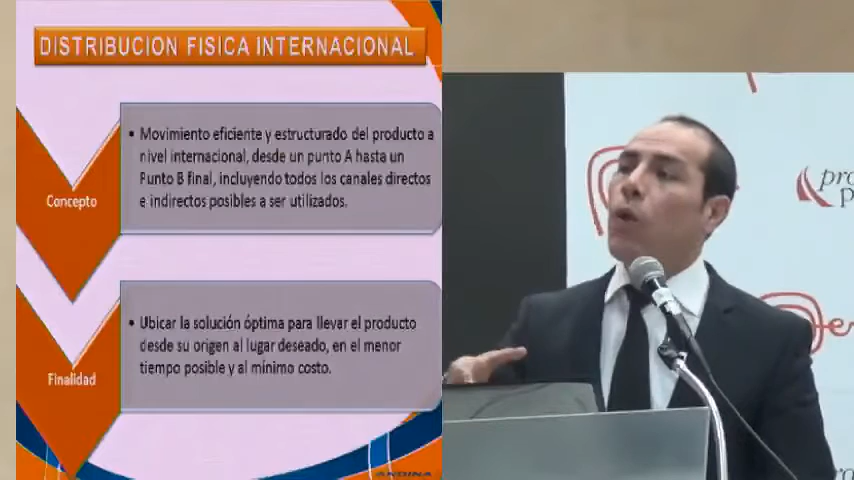 DISTRIBUCION FISICA INTERNACIONAL
Concepto
• Movimiento eficiente y estructurado del producto a
nivel internacional, desde un punto A hasta un
Punto B final, incluyendo todos los canales directos
e indirectos posibles a ser utilizados.
Finalidad
• Ubicar la solución óptima para llevar el producto
desde su origen al lugar deseado, en el menor
tiempo posible y al mínimo costo.
ANDINA
pro
p